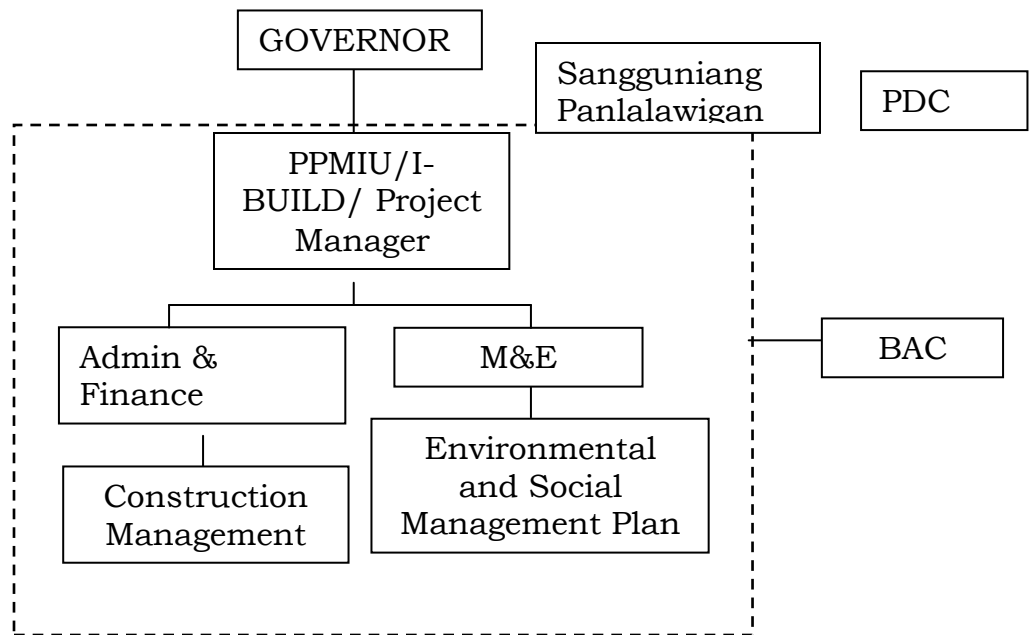 GOVERNOR
Sangguniang
Panlalawigan
PDC
PPMIU/I-
BUILD/ Project
Manager
Admin &
Finance
M&E
BAC
Construction
Management
Environmental
and Social
Management Plan